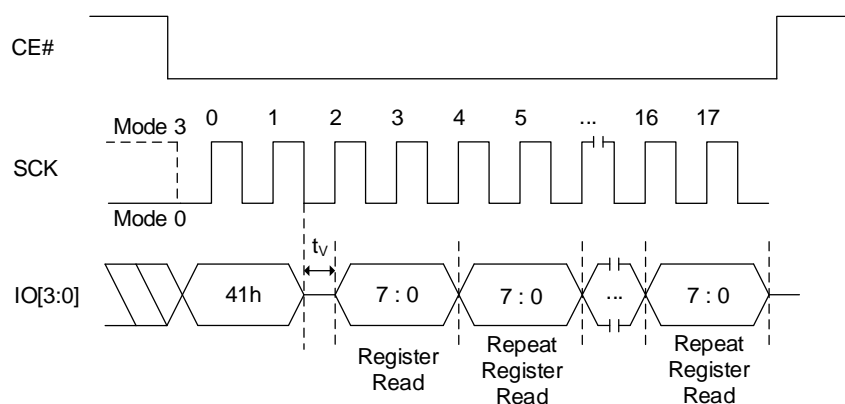 CE#
Mode 3
0 1 2 3 4 5 ... 16 17
SCK
Mode 0
tV
IO[3:0]
41h
7 : 0
7 : 0
...
7 : 0
Register
Read
Repeat
Register
Read
Repeat
Register
Read